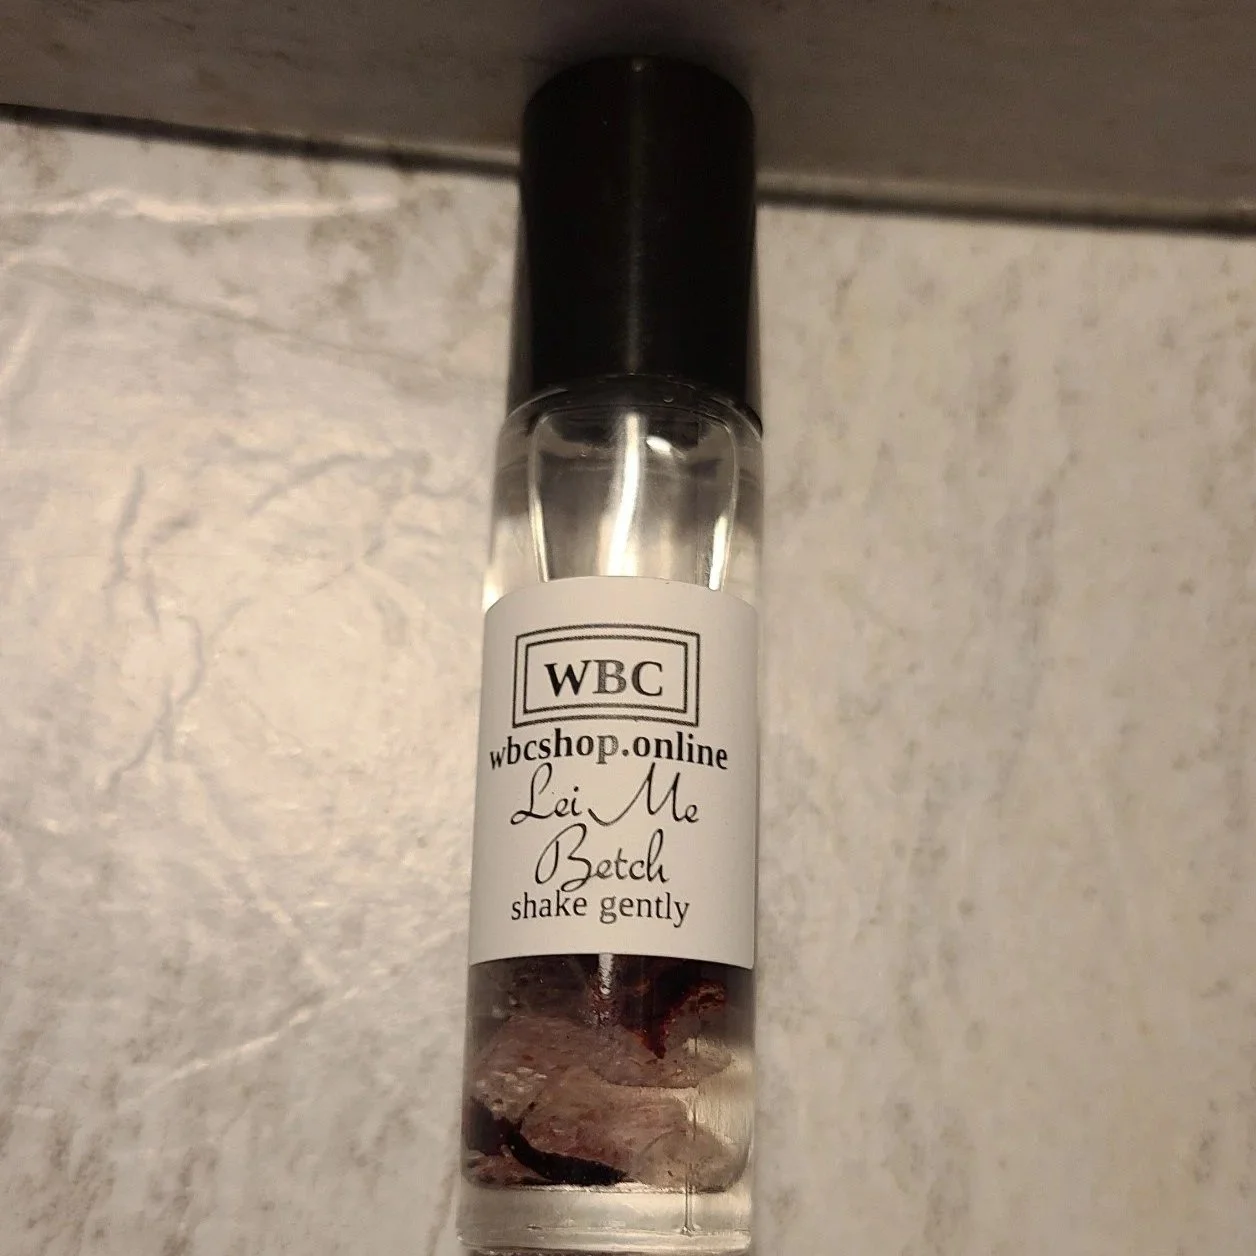 WBC
wbcshop.online
Lei Me
Betch
shake gently